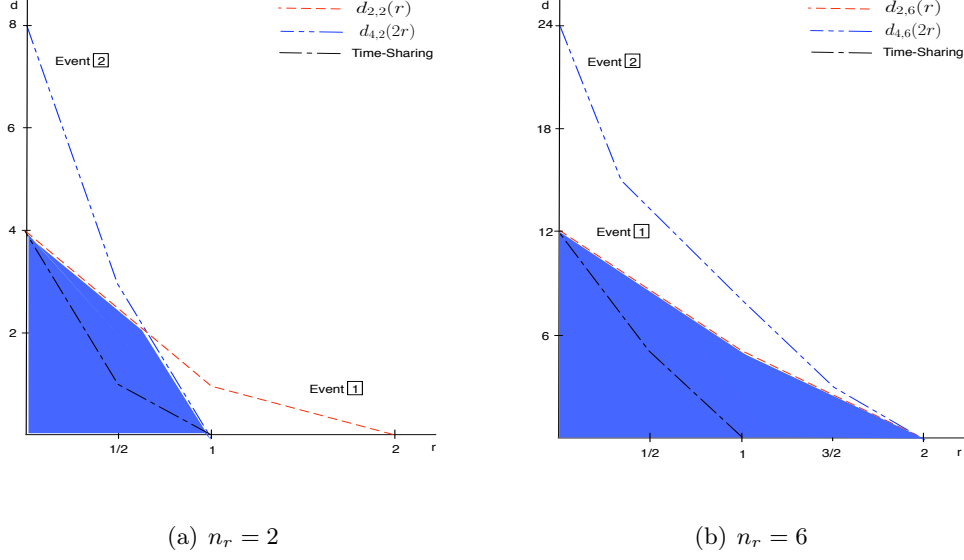 d
8
6
4
2
1/2
1
2
r
Event 2
Event 1
d_{2,2}(r)
d_{4,2}(2r)
Time-Sharing
(a) n_r = 2
d
24
18
12
6
1/2
1
3/2
2
r
Event 2
Event 1
d_{2,6}(r)
d_{4,6}(2r)
Time-Sharing
(b) n_r = 6